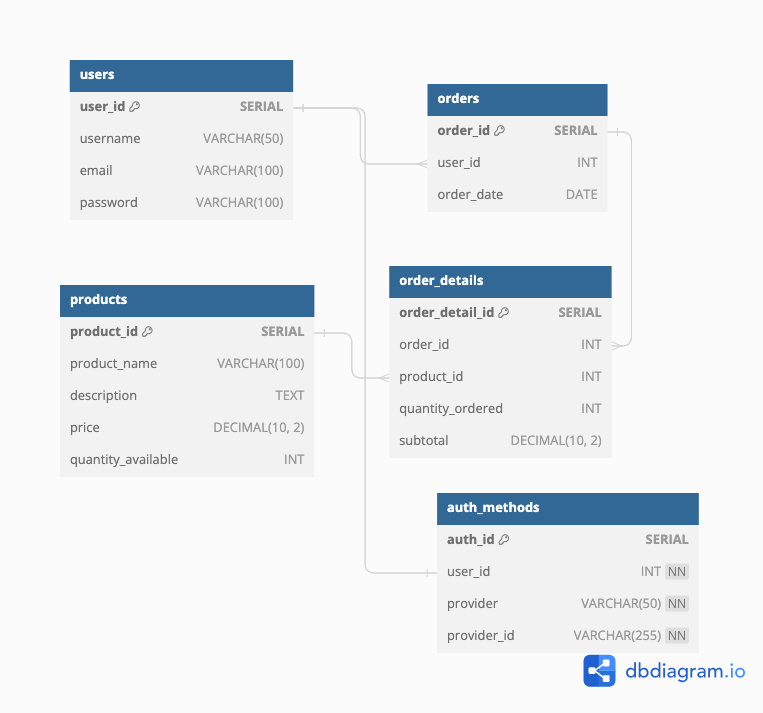 users
user_id SERIAL
username VARCHAR(50)
email VARCHAR(100)
password VARCHAR(100)
orders
order_id SERIAL
user_id INT
order_date DATE
products
product_id SERIAL
product_name VARCHAR(100)
description TEXT
price DECIMAL(10, 2)
quantity_available INT
order_details
order_detail_id SERIAL
order_id INT
product_id INT
quantity_ordered INT
subtotal DECIMAL(10, 2)
auth_methods
auth_id SERIAL
user_id INT NN
provider VARCHAR(50) NN
provider_id VARCHAR(255) NN
dbdiagram.io